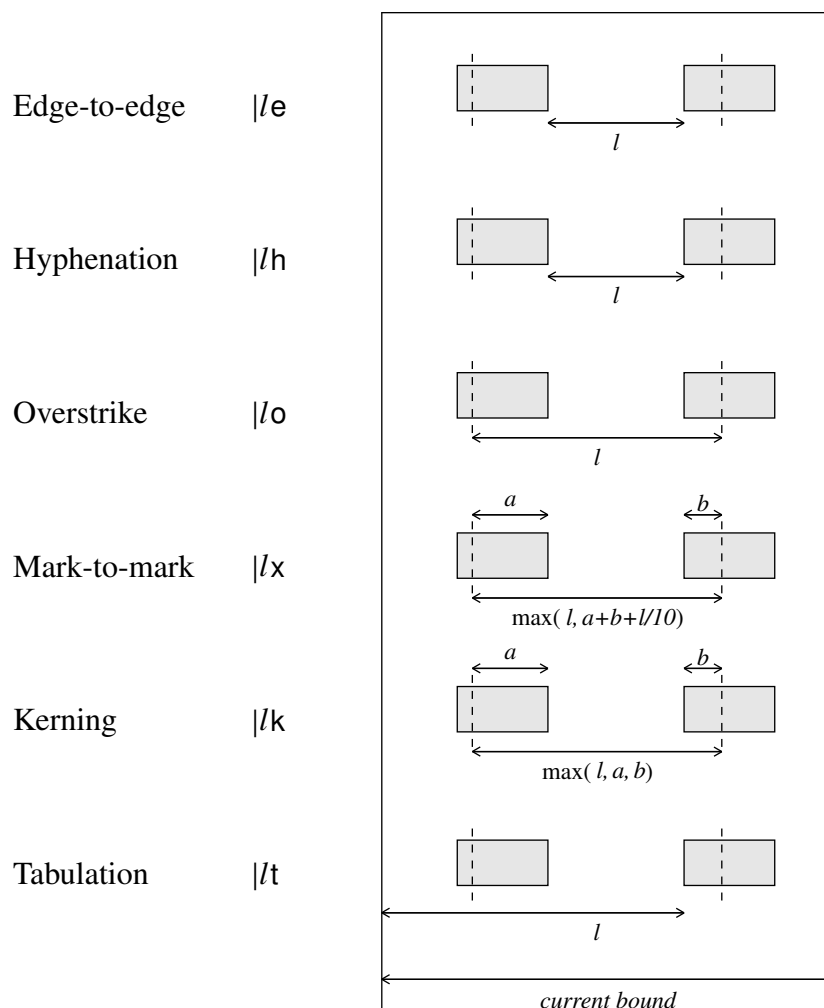 Edge-to-edge |le
l
Hyphenation |lh
l
Overstrike |lo
l
a b
Mark-to-mark |lx
max( l, a+b+l/10)
a b
Kerning |lk
max( l, a, b)
Tabulation |lt
l
current bound